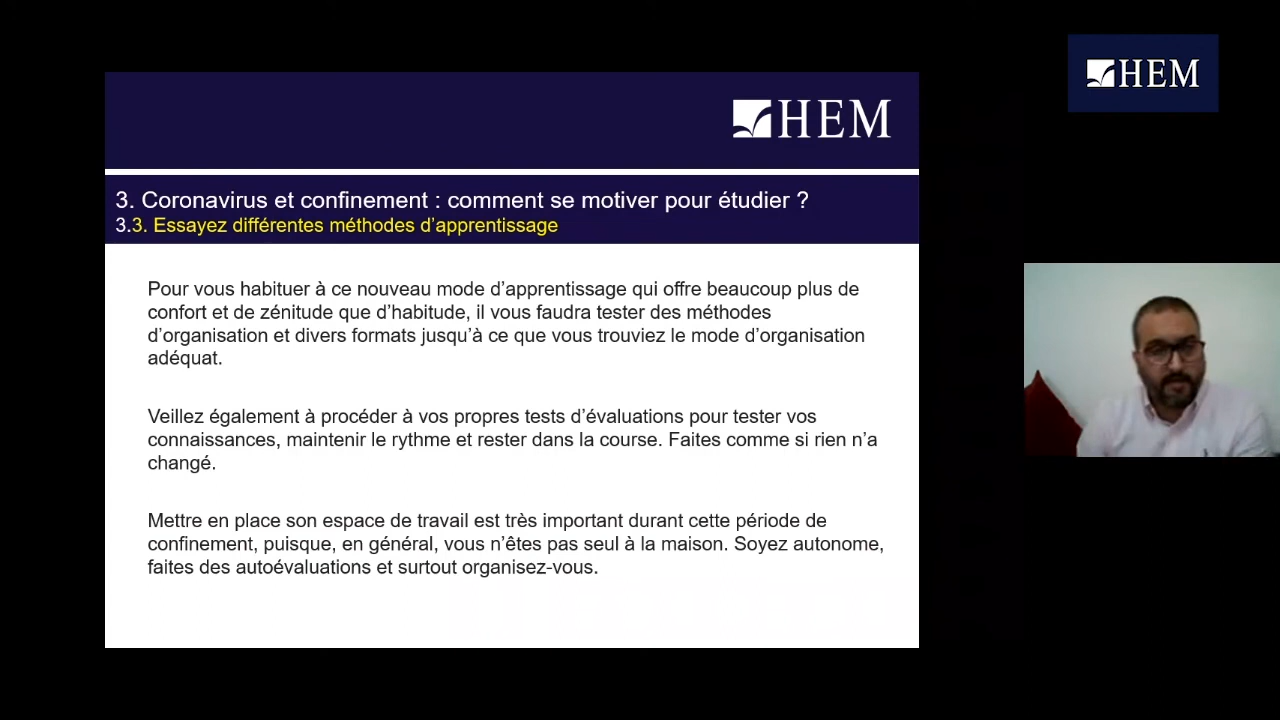 HEM
HEM
3. Coronavirus et confinement : comment se motiver pour étudier ?
3.3. Essayez différentes méthodes d’apprentissage
Pour vous habituer à ce nouveau mode d’apprentissage qui offre beaucoup plus de
confort et de zénitude que d’habitude, il vous faudra tester des méthodes
d’organisation et divers formats jusqu’à ce que vous trouviez le mode d’organisation
adéquat.
Veillez également à procéder à vos propres tests d’évaluations pour tester vos
connaissances, maintenir le rythme et rester dans la course. Faites comme si rien n’a
changé.
Mettre en place son espace de travail est très important durant cette période de
confinement, puisque, en général, vous n’êtes pas seul à la maison. Soyez autonome,
faites des autoévaluations et surtout organisez-vous.